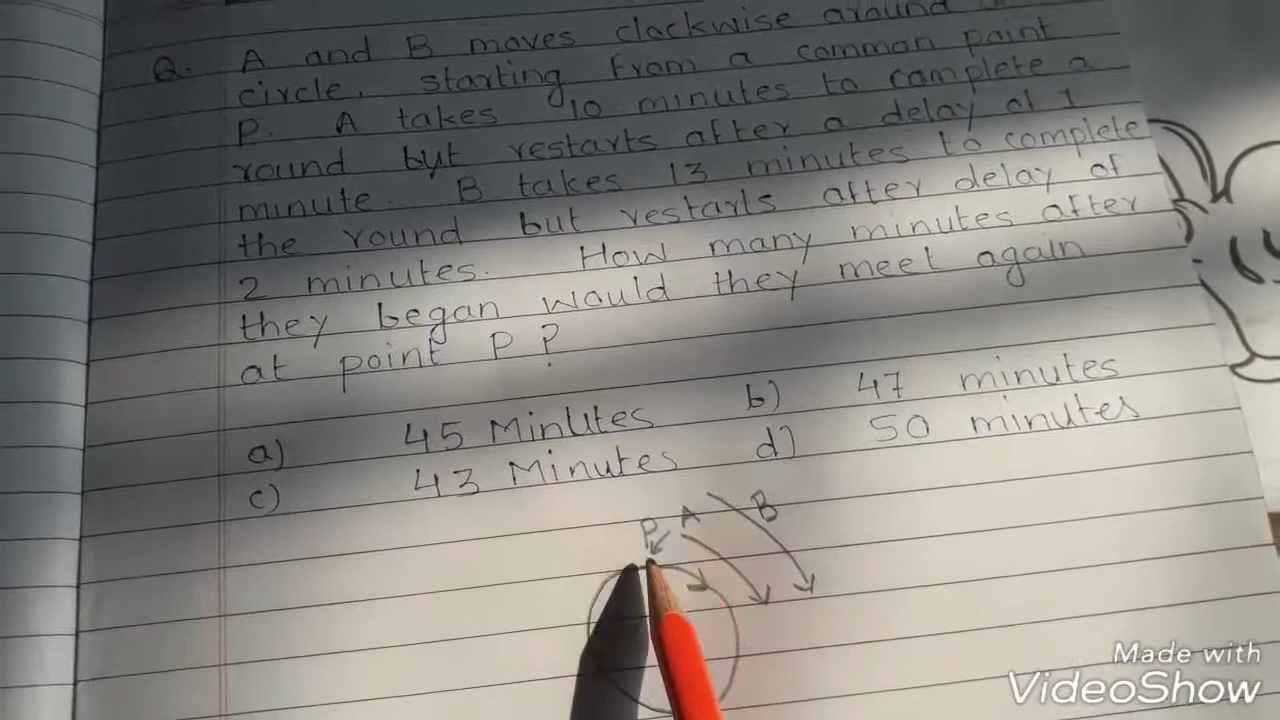 Q. A and B moves clockwise around
circle. starting from a common point
P. A takes 10 minutes to complete a
round but restarts after a delay of 1
minute. B takes 13 minutes to complete
the round but restarts after delay of
2 minutes. How many minutes after
they began would they meet again
at point P?
a) 45 Minutes b) 47 minutes
c) 43 Minutes d) 50 minutes
P A B
Made with
VideoShow